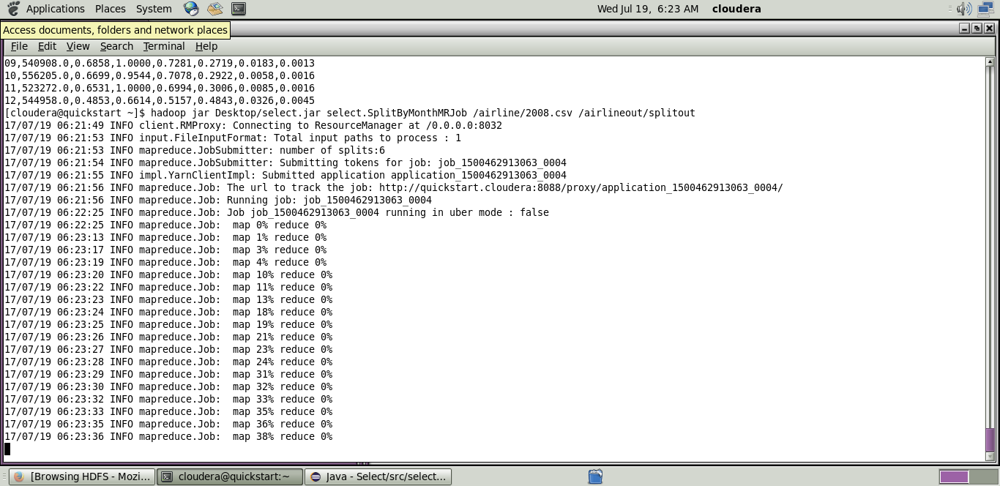 Applications Places System Wed Jul 19, 6:23 AM cloudera
Access documents, folders and network places
File Edit View Search Terminal Help
09,540908.0,0.6858,1.0000,0.7281,0.2719,0.0183,0.0013
10,556205.0,0.6699,0.9544,0.7078,0.2922,0.0058,0.0016
11,523272.0,0.6531,1.0000,0.6994,0.3006,0.0085,0.0016
12,544958.0,0.4853,0.6614,0.5157,0.4843,0.0326,0.0045
[cloudera@quickstart ~]$ hadoop jar Desktop/select.jar select.SplitByMonthMRJob /airline/2008.csv /airlineout/splitout
17/07/19 06:21:49 INFO client.RMProxy: Connecting to ResourceManager at /0.0.0.0:8032
17/07/19 06:21:53 INFO input.FileInputFormat: Total input paths to process : 1
17/07/19 06:21:53 INFO mapreduce.JobSubmitter: number of splits:6
17/07/19 06:21:54 INFO mapreduce.JobSubmitter: Submitting tokens for job: job_1500462913063_0004
17/07/19 06:21:55 INFO impl.YarnClientImpl: Submitted application application_1500462913063_0004
17/07/19 06:21:56 INFO mapreduce.Job: The url to track the job: http://quickstart.cloudera:8088/proxy/application_1500462913063_0004/
17/07/19 06:21:56 INFO mapreduce.Job: Running job: job_1500462913063_0004
17/07/19 06:22:25 INFO mapreduce.Job: Job job_1500462913063_0004 running in uber mode : false
17/07/19 06:22:25 INFO mapreduce.Job:  map 0% reduce 0%
17/07/19 06:23:13 INFO mapreduce.Job:  map 1% reduce 0%
17/07/19 06:23:17 INFO mapreduce.Job:  map 3% reduce 0%
17/07/19 06:23:19 INFO mapreduce.Job:  map 4% reduce 0%
17/07/19 06:23:20 INFO mapreduce.Job:  map 10% reduce 0%
17/07/19 06:23:22 INFO mapreduce.Job:  map 11% reduce 0%
17/07/19 06:23:23 INFO mapreduce.Job:  map 13% reduce 0%
17/07/19 06:23:24 INFO mapreduce.Job:  map 18% reduce 0%
17/07/19 06:23:25 INFO mapreduce.Job:  map 19% reduce 0%
17/07/19 06:23:26 INFO mapreduce.Job:  map 21% reduce 0%
17/07/19 06:23:27 INFO mapreduce.Job:  map 23% reduce 0%
17/07/19 06:23:28 INFO mapreduce.Job:  map 24% reduce 0%
17/07/19 06:23:29 INFO mapreduce.Job:  map 31% reduce 0%
17/07/19 06:23:30 INFO mapreduce.Job:  map 32% reduce 0%
17/07/19 06:23:32 INFO mapreduce.Job:  map 33% reduce 0%
17/07/19 06:23:33 INFO mapreduce.Job:  map 35% reduce 0%
17/07/19 06:23:35 INFO mapreduce.Job:  map 36% reduce 0%
17/07/19 06:23:36 INFO mapreduce.Job:  map 38% reduce 0%
[Browsing HDFS - Mozi... cloudera@quickstart:~ Java - Select/src/select...